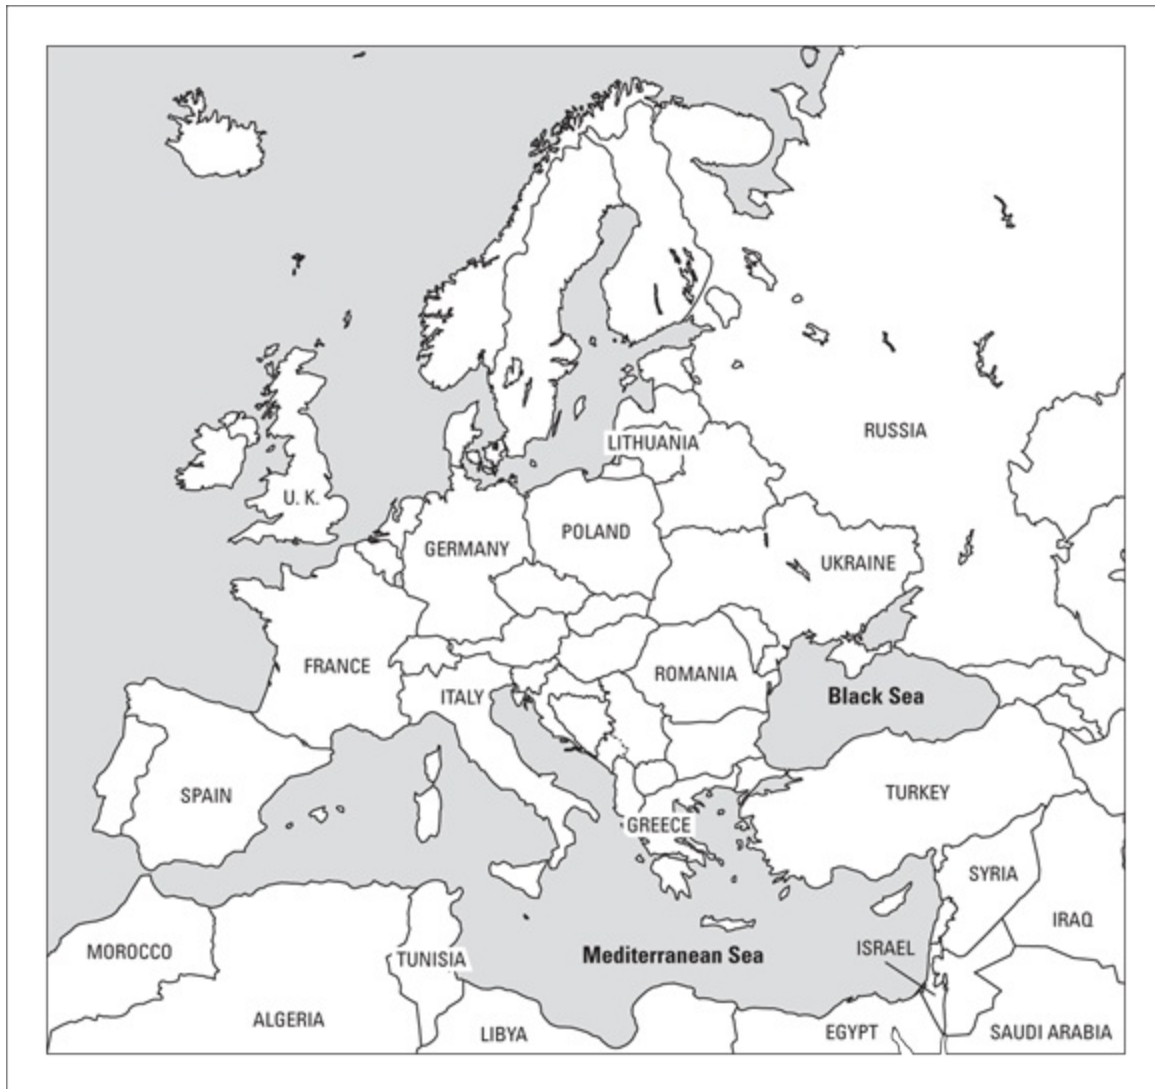 RUSSIA
LITHUANIA
U. K.
POLAND
GERMANY
UKRAINE
FRANCE
ROMANIA
ITALY
Black Sea
SPAIN
TURKEY
GREECE
SYRIA
IRAQ
MOROCCO
TUNISIA
Mediterranean Sea
ISRAEL
ALGERIA
LIBYA
EGYPT
SAUDI ARABIA